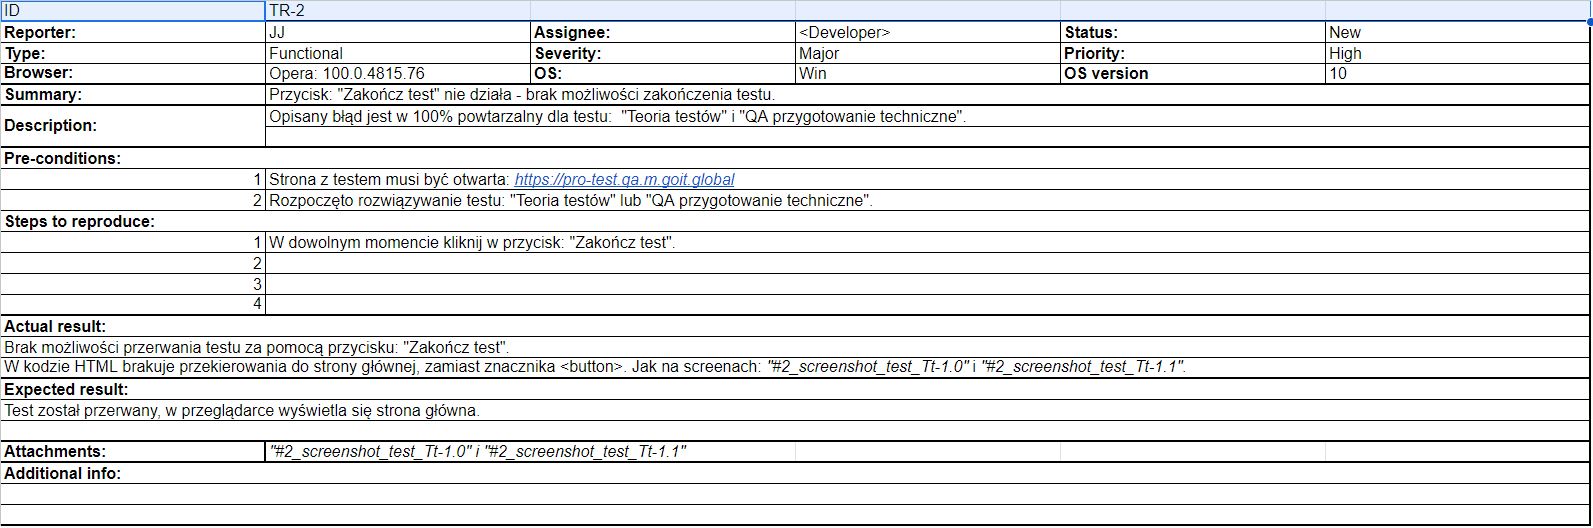 ID TR-2
Reporter: JJ Assignee: <Developer> Status: New
Type: Functional Severity: Major Priority: High
Browser: Opera: 100.0.4815.76 OS: Win OS version 10
Summary: Przycisk: "Zakończ test" nie działa - brak możliwości zakończenia testu.
Description: Opisany błąd jest w 100% powtarzalny dla testu:  "Teoria testów" i "QA przygotowanie techniczne".
Pre-conditions:
1 Strona z testem musi być otwarta: https://pro-test.qa.m.goit.global
2 Rozpoczęto rozwiązywanie testu: "Teoria testów" lub "QA przygotowanie techniczne".
Steps to reproduce:
1 W dowolnym momencie kliknij w przycisk: "Zakończ test".
2
3
4
Actual result:
Brak możliwości przerwania testu za pomocą przycisku: "Zakończ test".
W kodzie HTML brakuje przekierowania do strony głównej, zamiast znacznika <button>. Jak na screenach: "#2_screenshot_test_Tt-1.0" i "#2_screenshot_test_Tt-1.1".
Expected result:
Test został przerwany, w przeglądarce wyświetla się strona główna.
Attachments: "#2_screenshot_test_Tt-1.0" i "#2_screenshot_test_Tt-1.1"
Additional info: